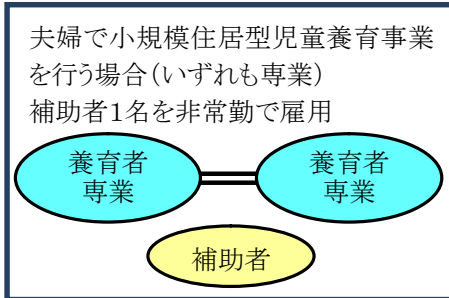 夫婦で小規模住居型児童養育事業
を行う場合(いずれも専業)
補助者1名を非常勤で雇用
養育者
専業
養育者
専業
補助者